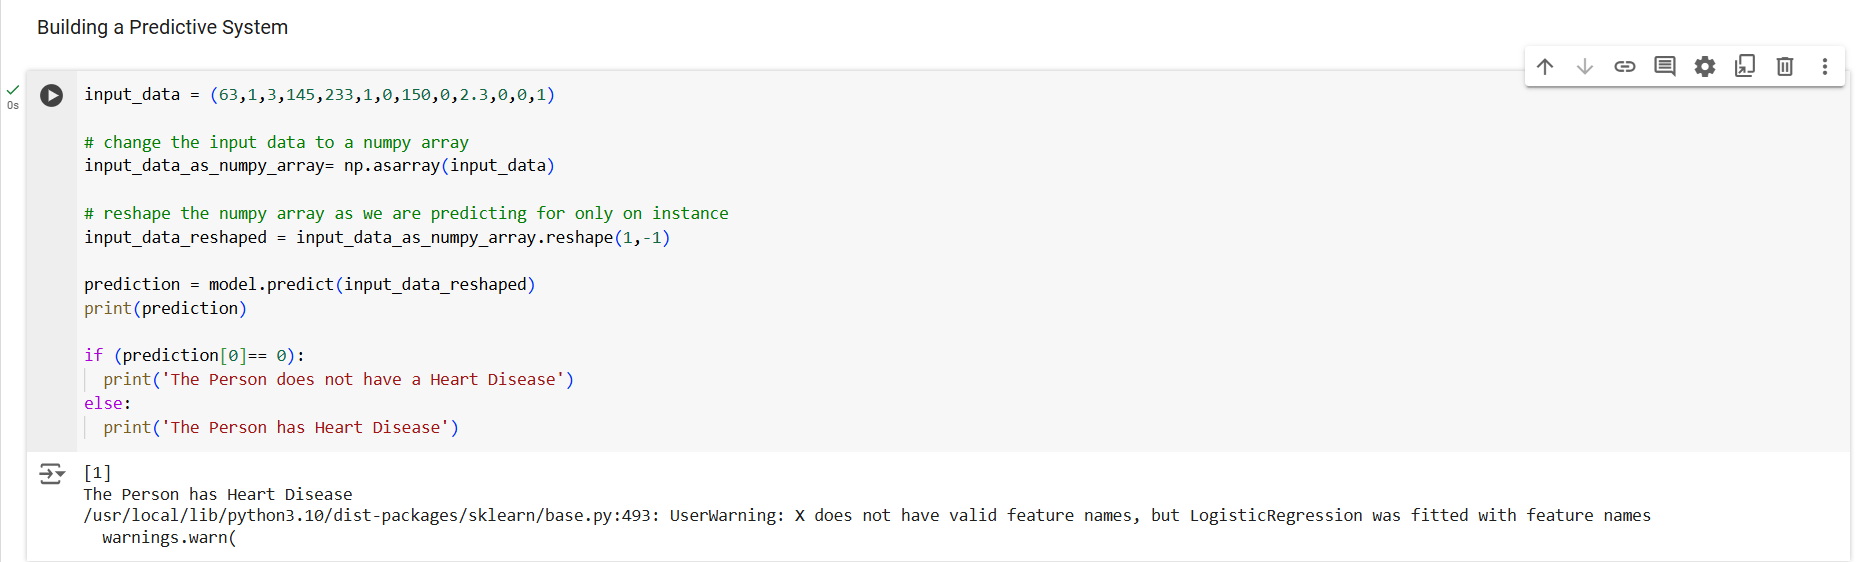 Building a Predictive System
0s
input_data = (63,1,3,145,233,1,0,150,0,2.3,0,0,1)
# change the input data to a numpy array
input_data_as_numpy_array= np.asarray(input_data)
# reshape the numpy array as we are predicting for only on instance
input_data_reshaped = input_data_as_numpy_array.reshape(1,-1)
prediction = model.predict(input_data_reshaped)
print(prediction)
if (prediction[0]== 0):
  print('The Person does not have a Heart Disease')
else:
  print('The Person has Heart Disease')
[1]
The Person has Heart Disease
/usr/local/lib/python3.10/dist-packages/sklearn/base.py:493: UserWarning: X does not have valid feature names, but LogisticRegression was fitted with feature names
  warnings.warn(